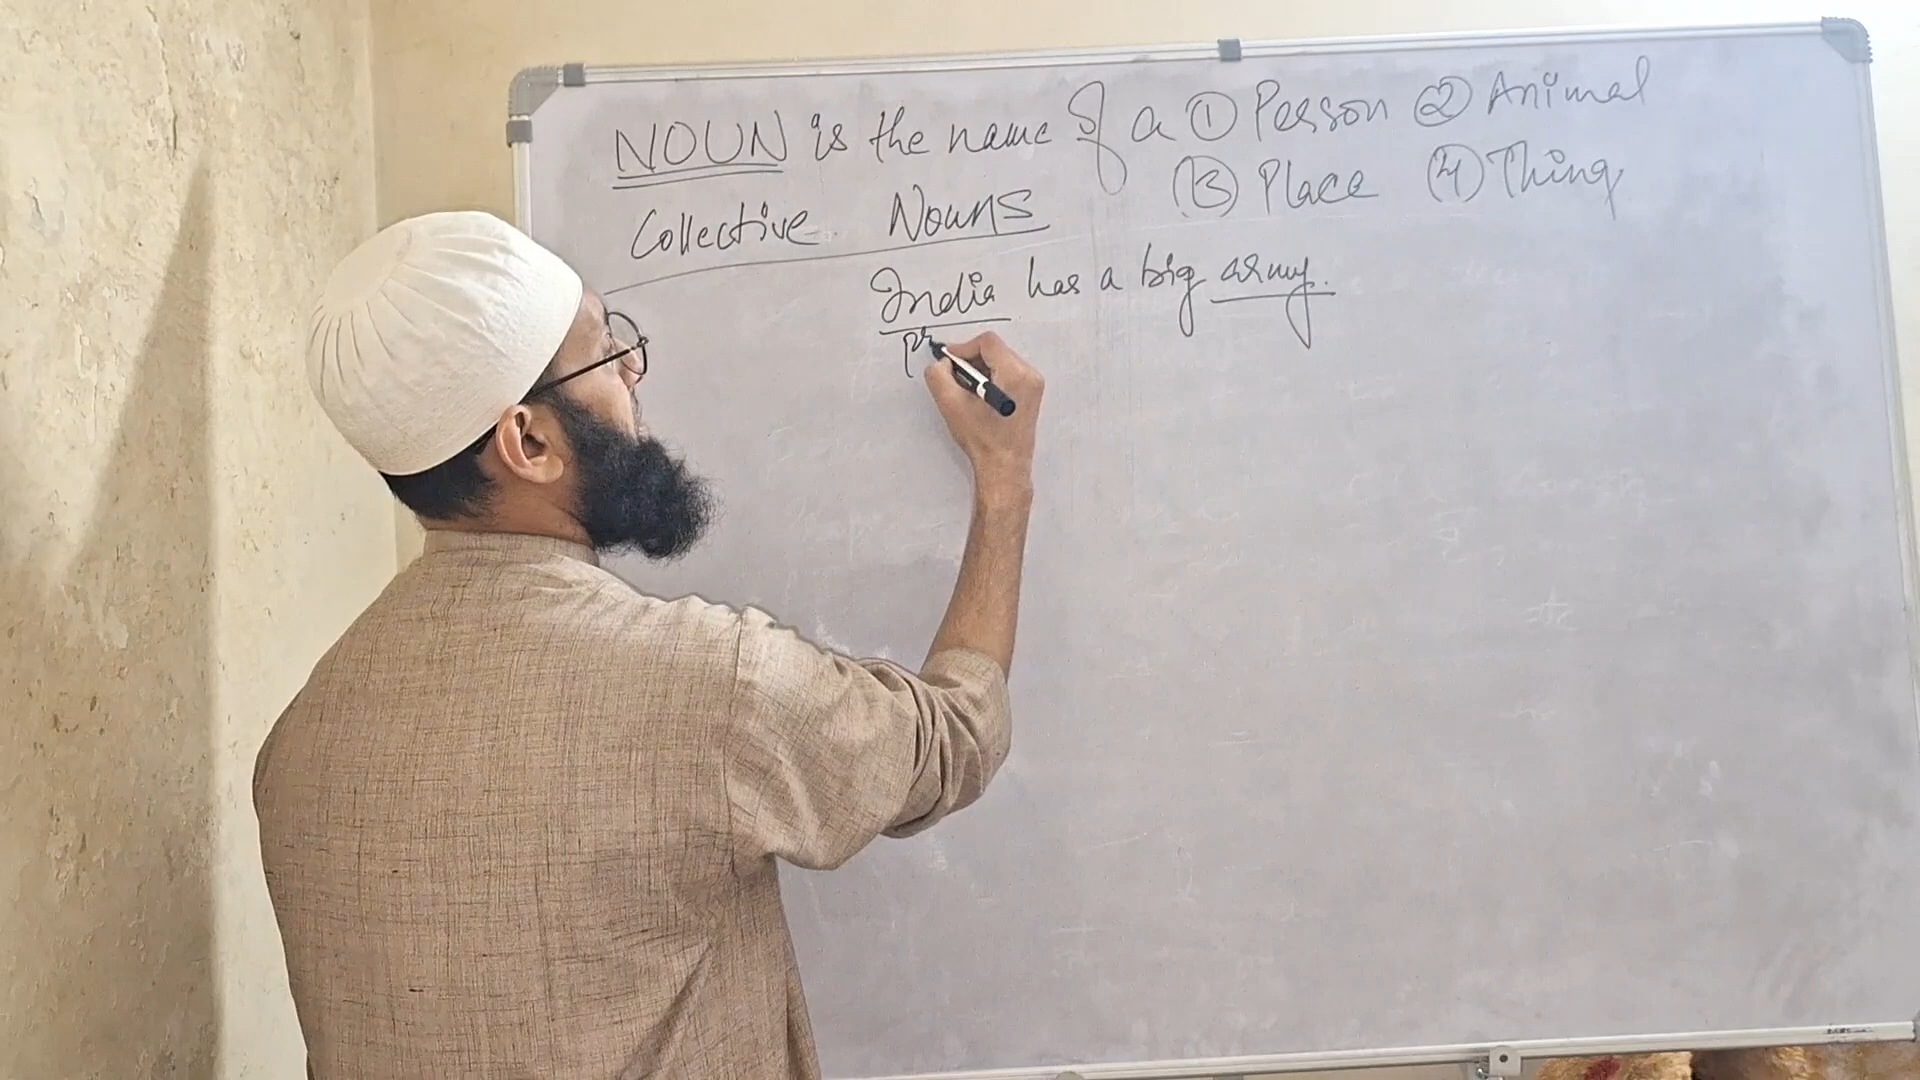 NOUN is the name of a ① Person ② Animal
③ Place ④ Thing
Collective Nouns
India has a big army.
Pr